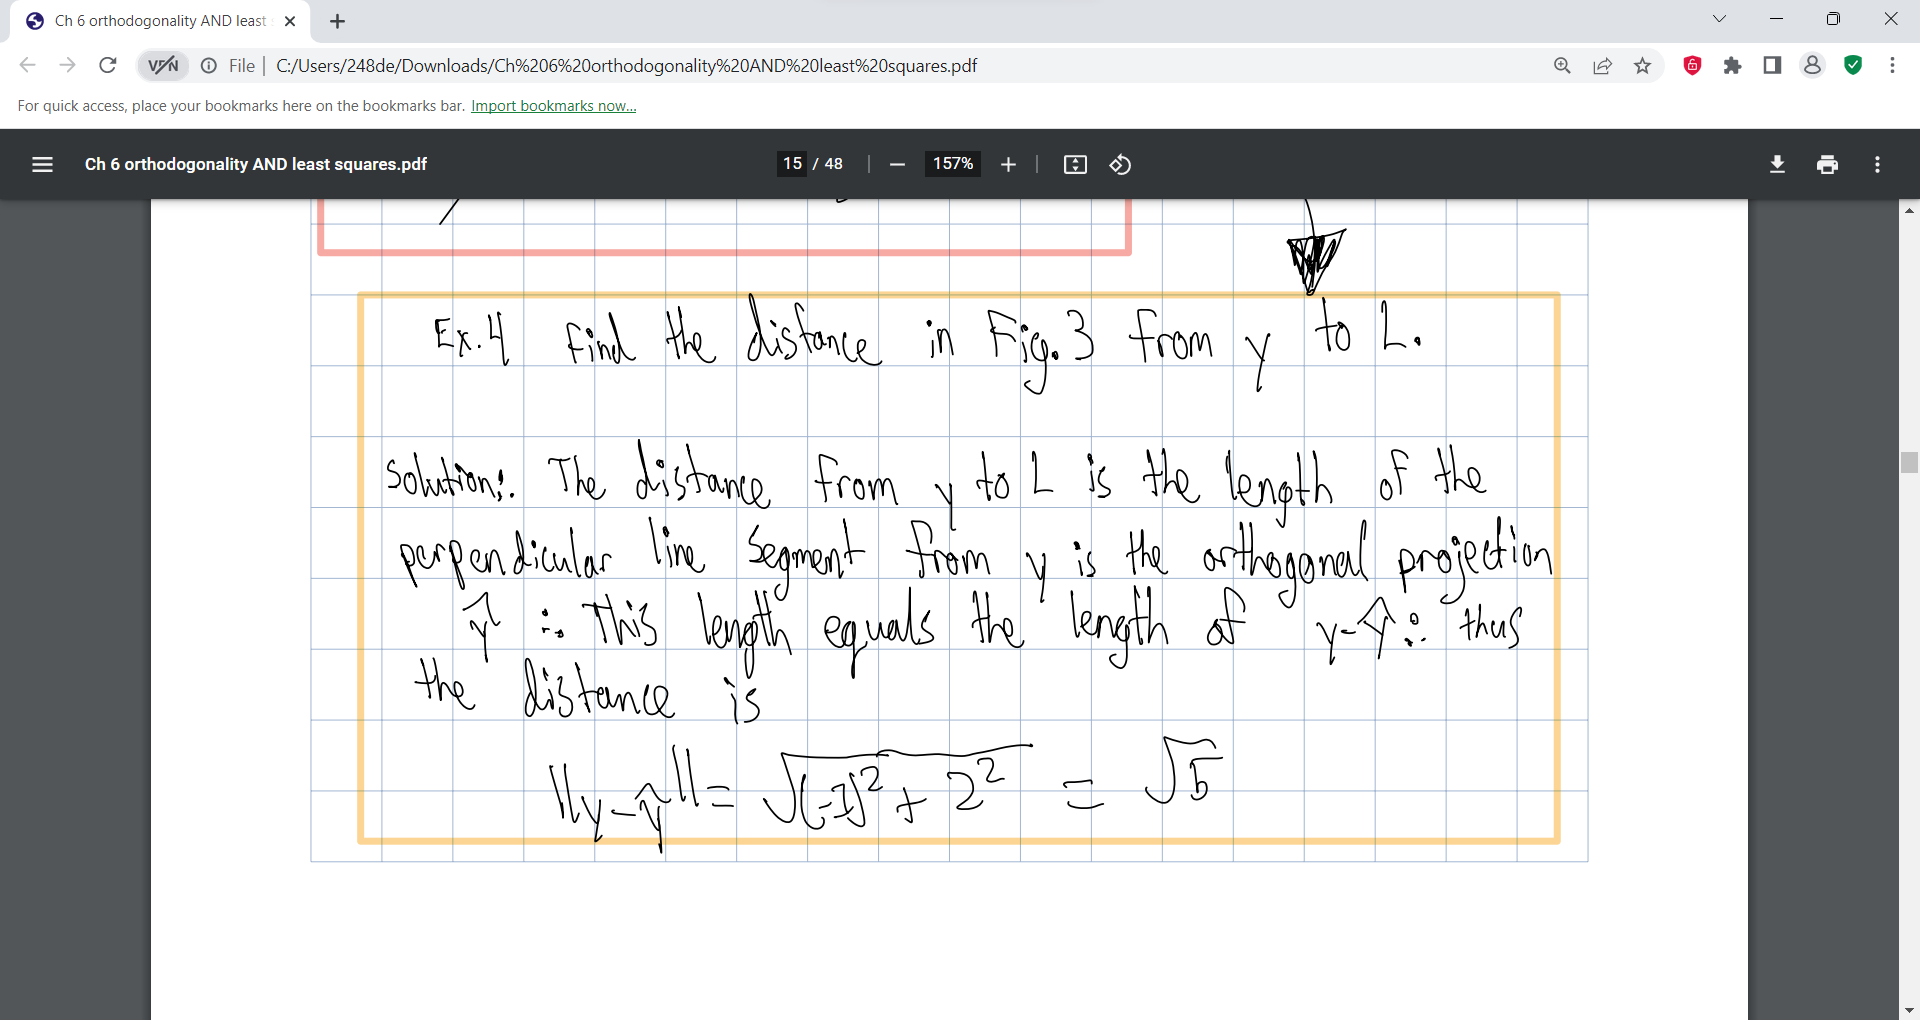 Ch 6 orthodogonality AND least
File | C:/Users/248de/Downloads/Ch%206%20orthodogonality%20AND%20least%20squares.pdf
For quick access, place your bookmarks here on the bookmarks bar. Import bookmarks now...
Ch 6 orthodogonality AND least squares.pdf 15 / 48 157%
Ex.4 Find the distance in Fig.3 from y to L.
Solution:. The distance from y to L is the length of the
perpendicular line segment from y is the orthogonal projection
ŷ ∴ This length equals the length of y-ŷ ∴ thus
the distance is
||y-ŷ|| = √(-1)² + 2² = √5